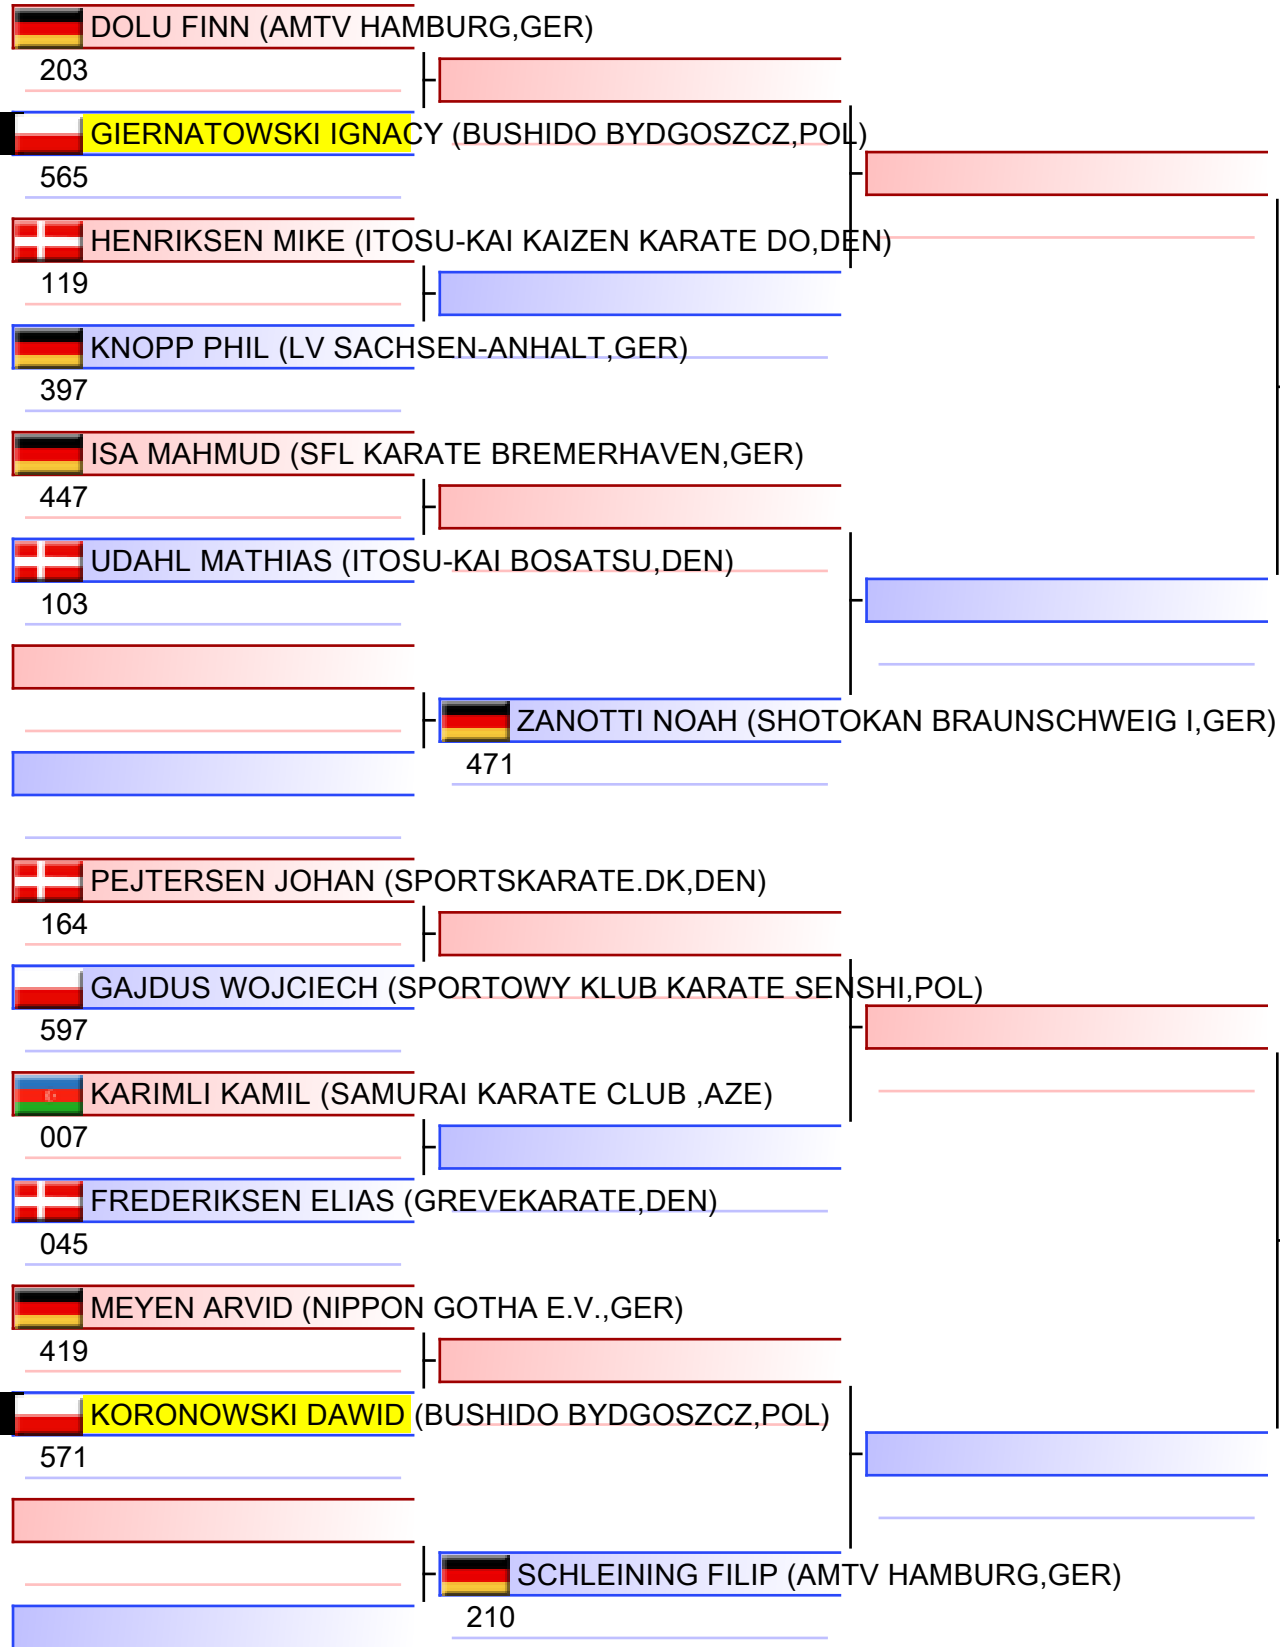 DOLU FINN (AMTV HAMBURG,GER)
203
GIERNATOWSKI IGNACY (BUSHIDO BYDGOSZCZ,POL)
565
HENRIKSEN MIKE (ITOSU-KAI KAIZEN KARATE DO,DEN)
119
KNOPP PHIL (LV SACHSEN-ANHALT,GER)
397
ISA MAHMUD (SFL KARATE BREMERHAVEN,GER)
447
UDAHL MATHIAS (ITOSU-KAI BOSATSU,DEN)
103
ZANOTTI NOAH (SHOTOKAN BRAUNSCHWEIG I,GER)
471
PEJTERSEN JOHAN (SPORTSKARATE.DK,DEN)
164
GAJDUS WOJCIECH (SPORTOWY KLUB KARATE SENSHI,POL)
597
KARIMLI KAMIL (SAMURAI KARATE CLUB ,AZE)
007
FREDERIKSEN ELIAS (GREVEKARATE,DEN)
045
MEYEN ARVID (NIPPON GOTHA E.V.,GER)
419
KORONOWSKI DAWID (BUSHIDO BYDGOSZCZ,POL)
571
SCHLEINING FILIP (AMTV HAMBURG,GER)
210